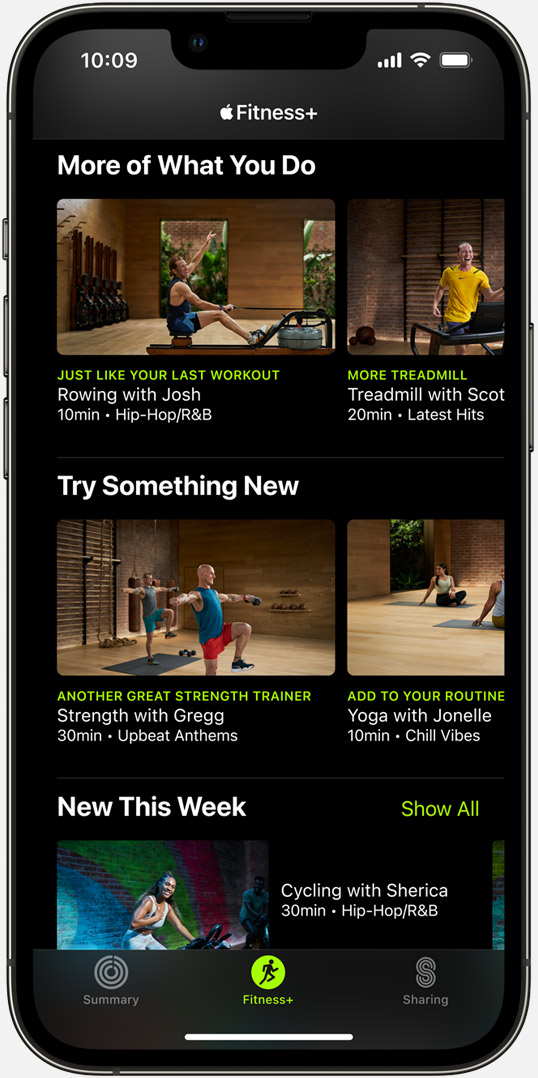 10:09
Fitness+
More of What You Do
JUST LIKE YOUR LAST WORKOUT
Rowing with Josh
10min • Hip-Hop/R&B
MORE TREADMILL
Treadmill with Scot
20min • Latest Hits
Try Something New
ANOTHER GREAT STRENGTH TRAINER
Strength with Gregg
30min • Upbeat Anthems
ADD TO YOUR ROUTINE
Yoga with Jonelle
10min • Chill Vibes
New This Week
Show All
Cycling with Sherica
30min • Hip-Hop/R&B
Summary
Fitness+
Sharing